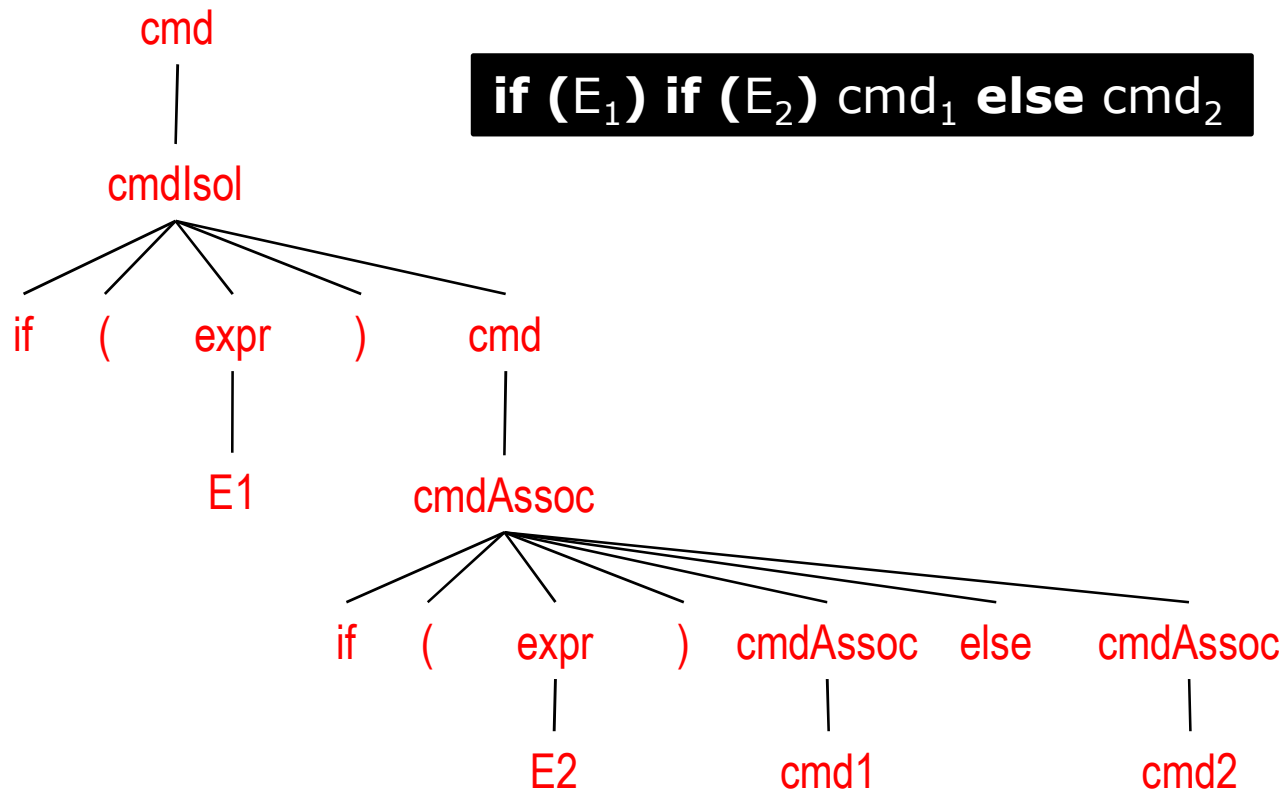 cmd
if (E₁) if (E₂) cmd₁ else cmd₂
cmdIsol
if ( expr ) cmd
E1
cmdAssoc
if ( expr ) cmdAssoc else cmdAssoc
E2 cmd1 cmd2